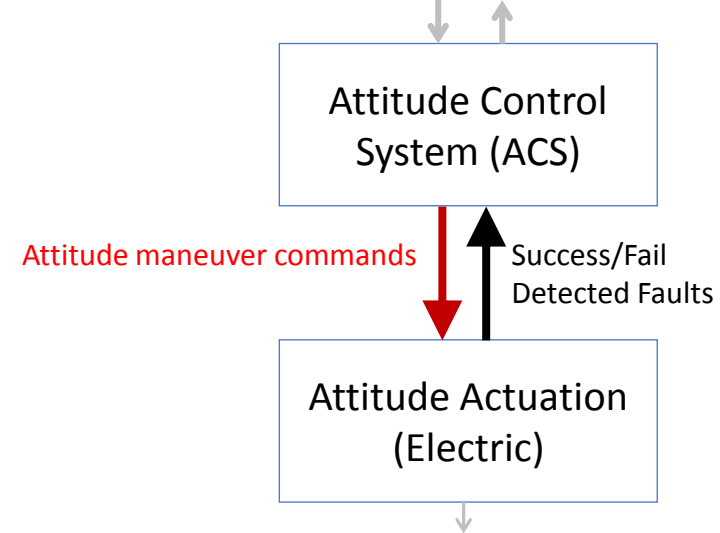 Attitude Control
System (ACS)
Attitude maneuver commands
Success/Fail
Detected Faults
Attitude Actuation
(Electric)